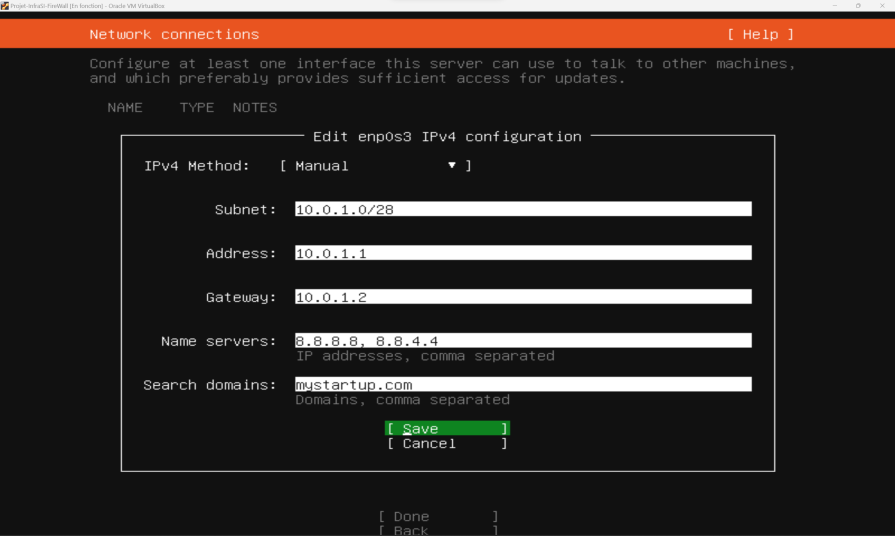 Projet-InfraSI-FireWall [En fonction] - Oracle VM VirtualBox
Network connections [ Help ]
Configure at least one interface this server can use to talk to other machines,
and which preferably provides sufficient access for updates.
NAME TYPE NOTES
Edit enp0s3 IPv4 configuration
IPv4 Method: [ Manual ▼ ]
Subnet: 10.0.1.0/28
Address: 10.0.1.1
Gateway: 10.0.1.2
Name servers: 8.8.8.8, 8.8.4.4
IP addresses, comma separated
Search domains: mystartup.com
Domains, comma separated
[ Save ]
[ Cancel ]
[ Done ]
[ Back ]